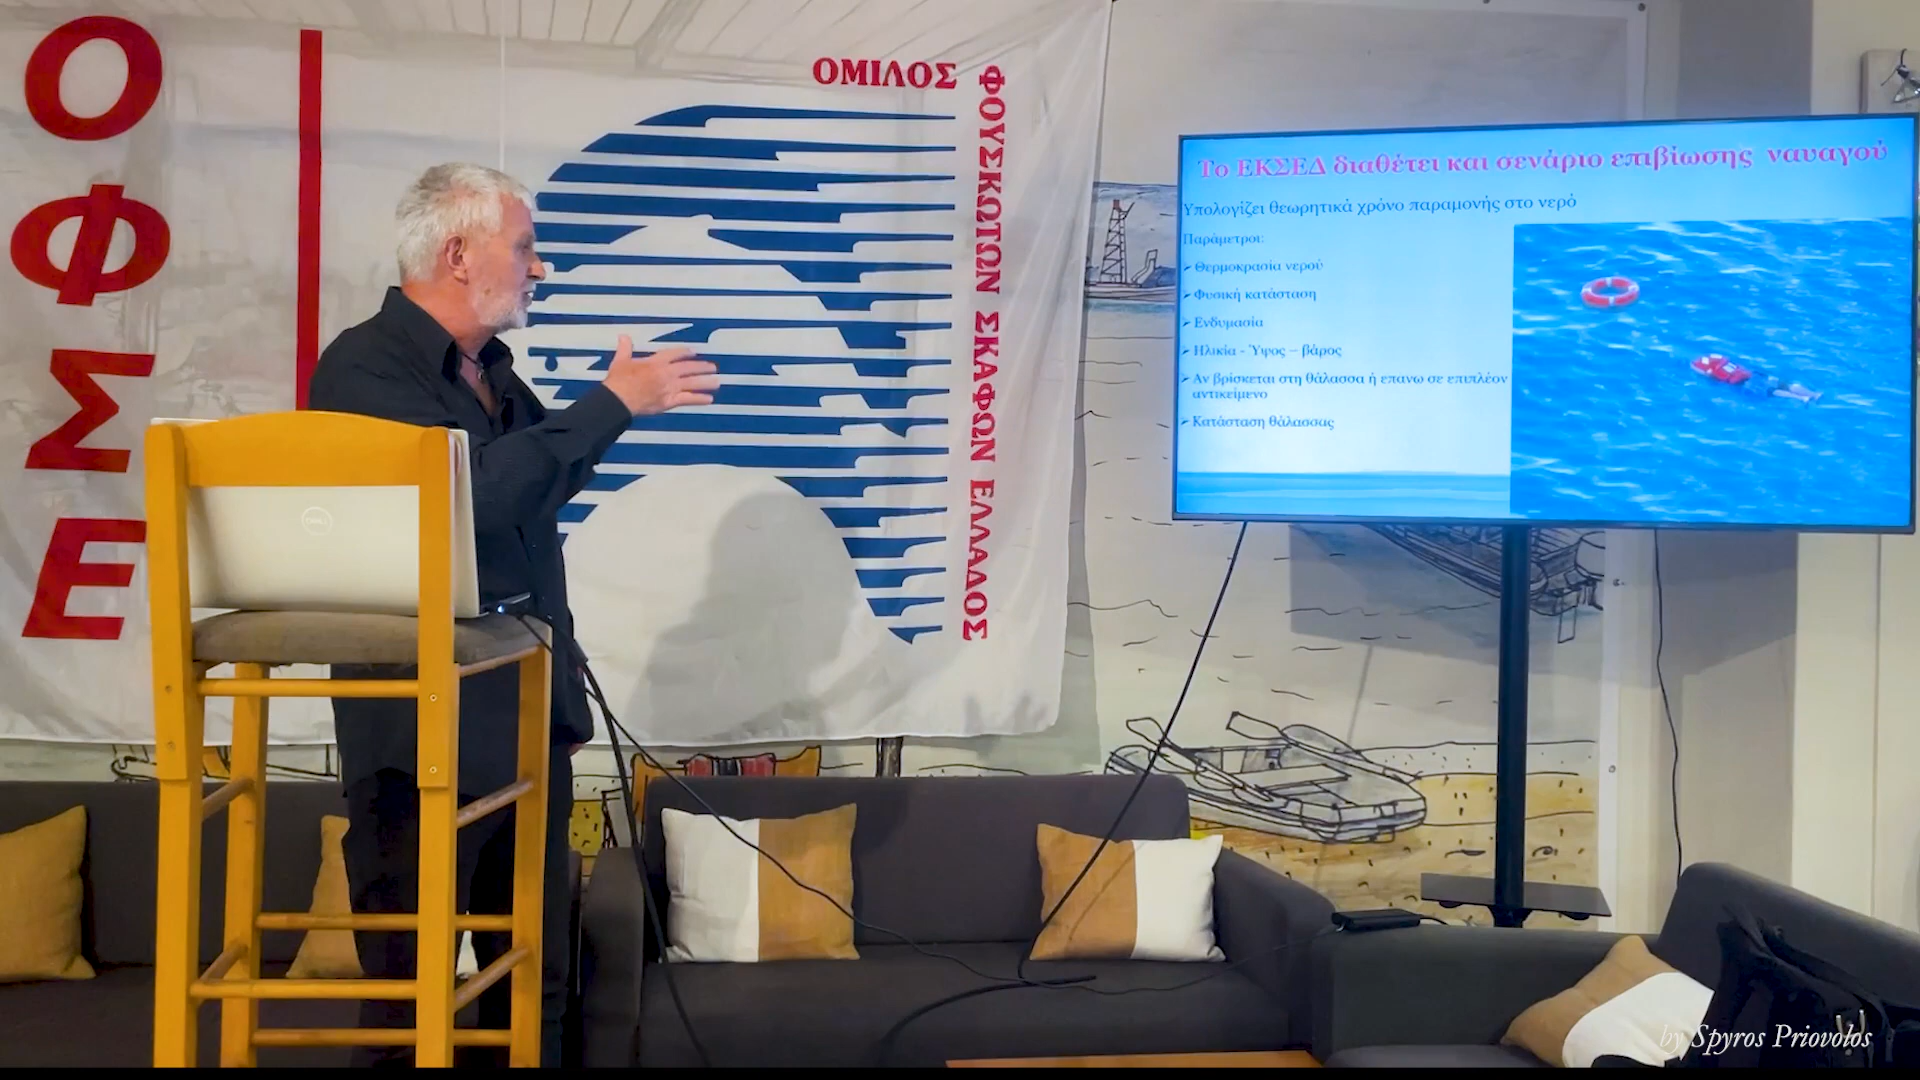 ΟΦΣΕ
ΟΜΙΛΟΣ
ΦΟΥΣΚΩΤΩΝ ΣΚΑΦΩΝ ΕΛΛΑΔΟΣ
Το ΕΚΣΕΔ διαθέτει και σενάριο επιβίωσης ναυαγού
Υπολογίζει θεωρητικά χρόνο παραμονής στο νερό
Παράμετροι:
➢ Θερμοκρασία νερού
➢ Φυσική κατάσταση
➢ Ενδυμασία
➢ Ηλικία - Ύψος – βάρος
➢ Αν βρίσκεται στη θάλασσα ή επανω σε επιπλέον
αντικείμενο
➢ Κατάσταση θάλασσας
DELL
by Spyros Priovolos